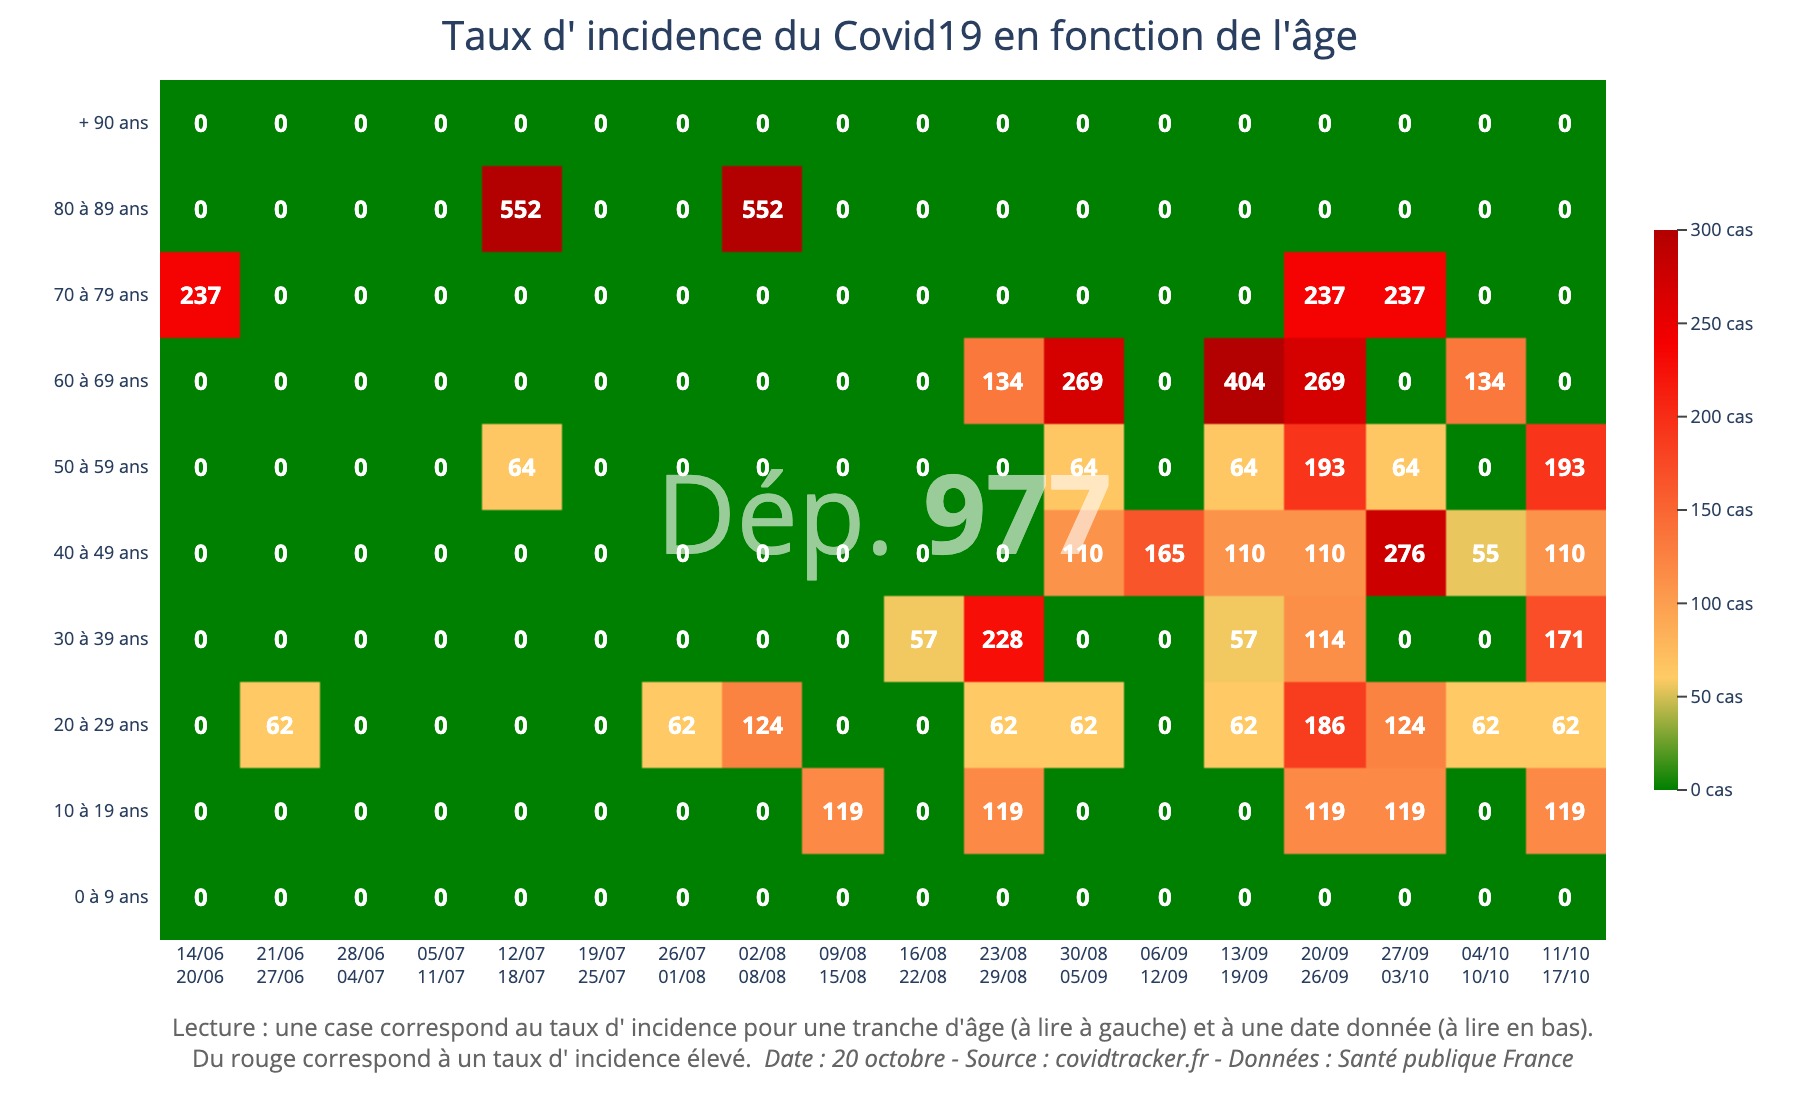 Taux d' incidence du Covid19 en fonction de l'âge
+ 90 ans 0 0 0 0 0 0 0 0 0 0 0 0 0 0 0 0 0 0
80 à 89 ans 0 0 0 0 552 0 0 552 0 0 0 0 0 0 0 0 0 0
300 cas
70 à 79 ans 237 0 0 0 0 0 0 0 0 0 0 0 0 0 237 237 0 0
250 cas
60 à 69 ans 0 0 0 0 0 0 0 0 0 0 134 269 0 404 269 0 134 0
200 cas
50 à 59 ans 0 0 0 0 64 0 0 0 0 0 0 64 0 64 193 64 0 193
Dép. 977
150 cas
40 à 49 ans 0 0 0 0 0 0 0 0 0 0 0 110 165 110 110 276 55 110
100 cas
30 à 39 ans 0 0 0 0 0 0 0 0 0 57 228 0 0 57 114 0 0 171
50 cas
20 à 29 ans 0 62 0 0 0 0 62 124 0 0 62 62 0 62 186 124 62 62
0 cas
10 à 19 ans 0 0 0 0 0 0 0 0 119 0 119 0 0 0 119 119 0 119
0 à 9 ans 0 0 0 0 0 0 0 0 0 0 0 0 0 0 0 0 0 0
14/06 21/06 28/06 05/07 12/07 19/07 26/07 02/08 09/08 16/08 23/08 30/08 06/09 13/09 20/09 27/09 04/10 11/10
20/06 27/06 04/07 11/07 18/07 25/07 01/08 08/08 15/08 22/08 29/08 05/09 12/09 19/09 26/09 03/10 10/10 17/10
Lecture : une case correspond au taux d' incidence pour une tranche d'âge (à lire à gauche) et à une date donnée (à lire en bas).
Du rouge correspond à un taux d' incidence élevé. Date : 20 octobre - Source : covidtracker.fr - Données : Santé publique France